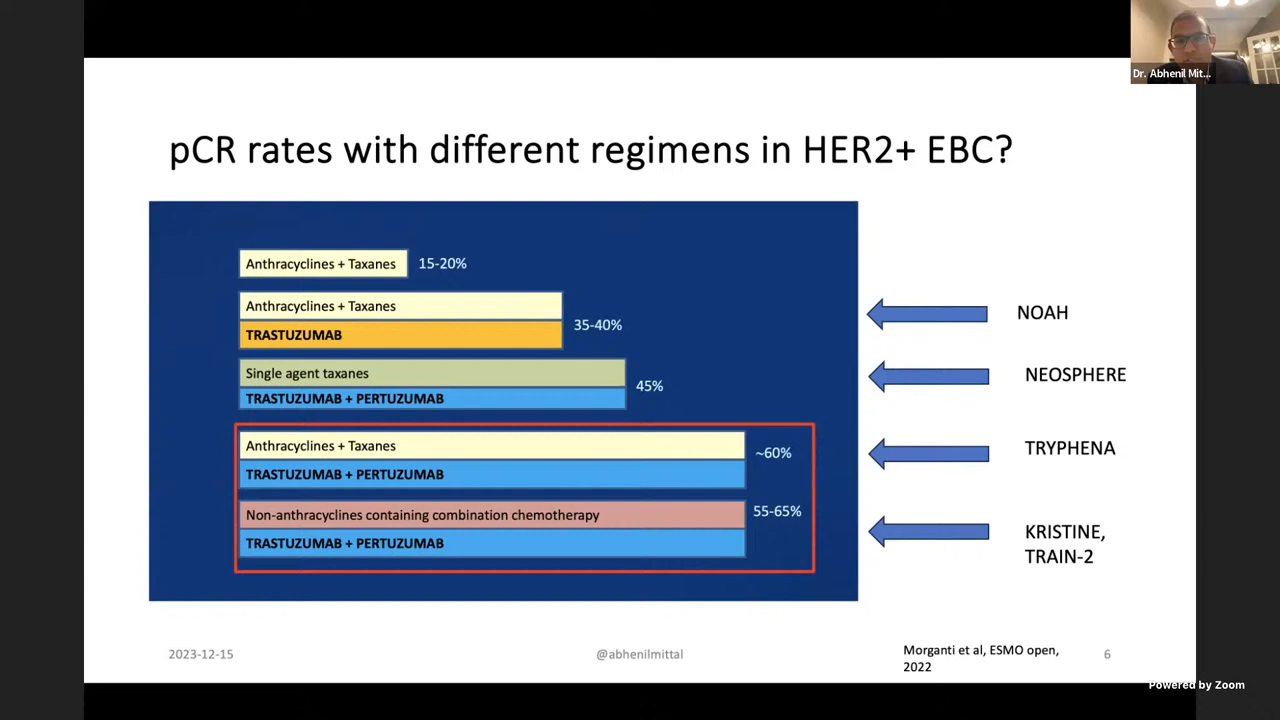 Dr. Abhenil Mit...
pCR rates with different regimens in HER2+ EBC?
Anthracyclines + Taxanes
15-20%
Anthracyclines + Taxanes
TRASTUZUMAB
35-40%
NOAH
Single agent taxanes
TRASTUZUMAB + PERTUZUMAB
45%
NEOSPHERE
Anthracyclines + Taxanes
TRASTUZUMAB + PERTUZUMAB
~60%
TRYPHENA
Non-anthracyclines containing combination chemotherapy
TRASTUZUMAB + PERTUZUMAB
55-65%
KRISTINE,
TRAIN-2
2023-12-15
@abhenilmittal
Morganti et al, ESMO open,
2022
6
Powered by Zoom